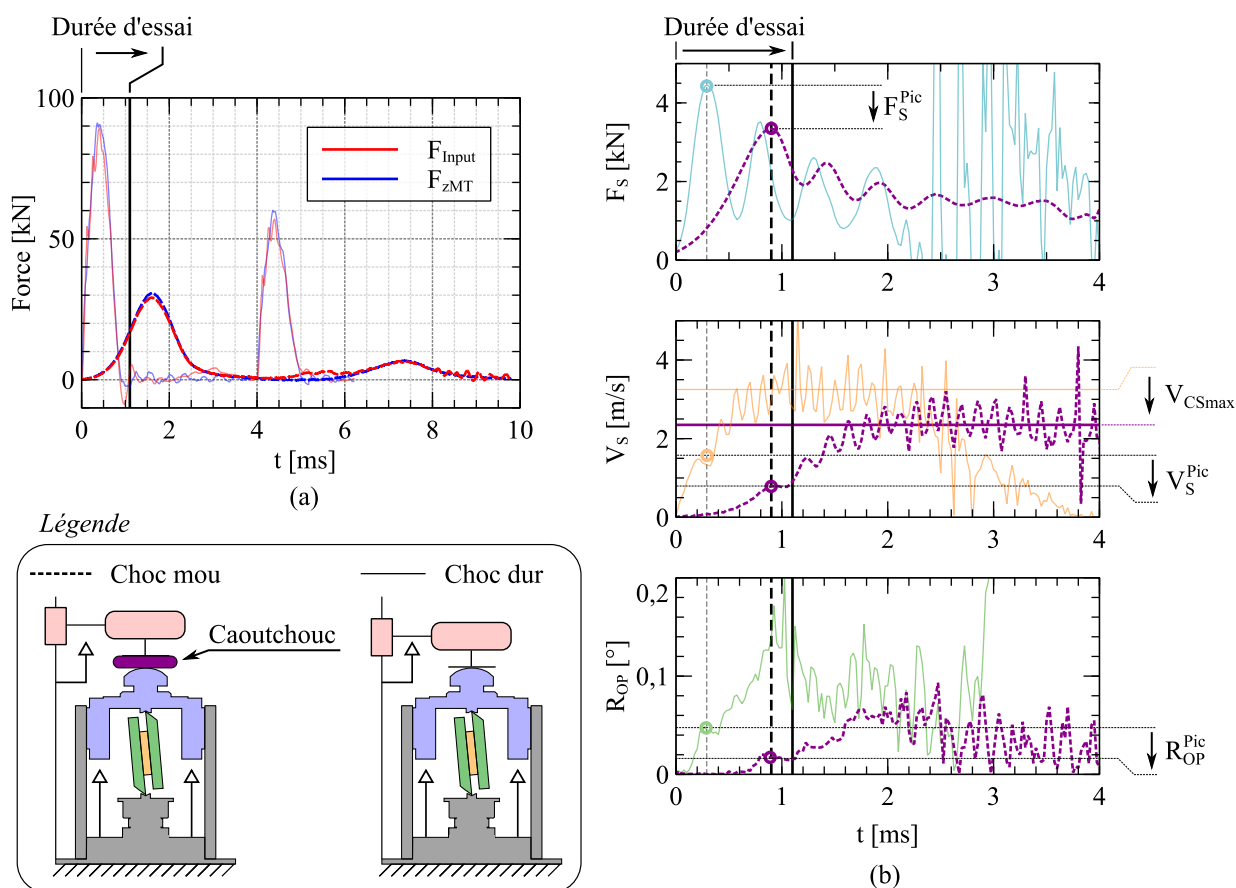 Durée d'essai
100
50
0
Force [kN]
F_Input
F_zMT
0 2 4 6 8 10
t [ms]
(a)
Légende
Choc mou
Choc dur
Caoutchouc
Durée d'essai
4
2
0
F_S [kN]
F_S^Pic
0 1 2 3 4
4
2
0
V_S [m/s]
V_CSmax
V_S^Pic
0 1 2 3 4
0,2
0,1
0
R_OP [°]
R_OP^Pic
0 1 2 3 4
t [ms]
(b)